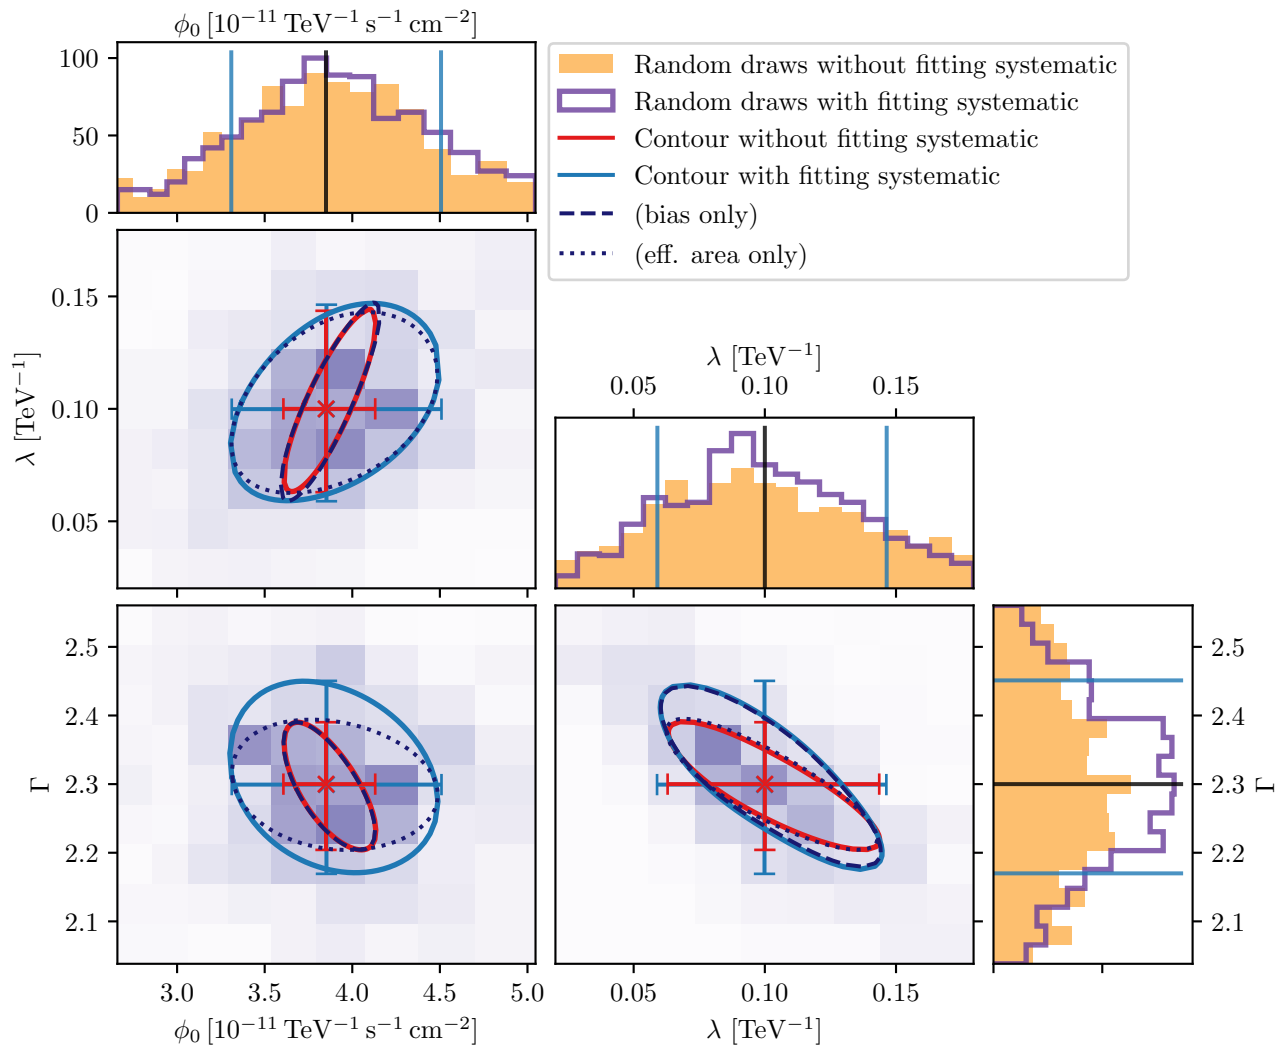 ϕ₀ [10⁻¹¹ TeV⁻¹ s⁻¹ cm⁻²]
100
50
0
Random draws without fitting systematic
Random draws with fitting systematic
Contour without fitting systematic
Contour with fitting systematic
(bias only)
(eff. area only)
λ [TeV⁻¹]
0.15
0.10
0.05
λ [TeV⁻¹]
0.05 0.10 0.15
Γ
2.5
2.4
2.3
2.2
2.1
2.5
2.4
2.3
2.2
2.1
Γ
3.0 3.5 4.0 4.5 5.0
ϕ₀ [10⁻¹¹ TeV⁻¹ s⁻¹ cm⁻²]
0.05 0.10 0.15
λ [TeV⁻¹]